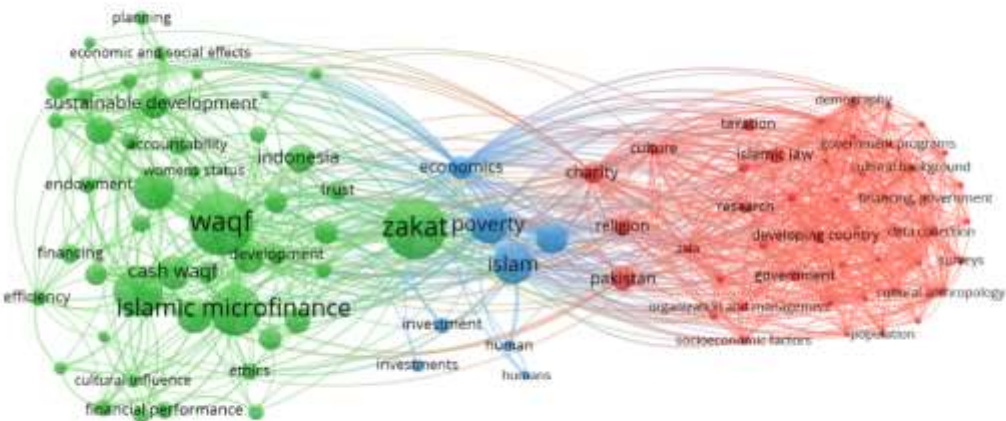 planning
economic and social effects
sustainable development
accountability
womens status
endowment
indonesia
trust
waqf
financing
development
cash waqf
efficiency
islamic microfinance
ethics
cultural influence
financial performance
zakat
economics
poverty
islam
investment
investments
human
humans
charity
culture
religion
pakistan
taxation
islamic law
research
asia
developing country
government
organization and management
socioeconomic factors
demography
government programs
cultural background
financing, government
data collection
surveys
cultural anthropology
population